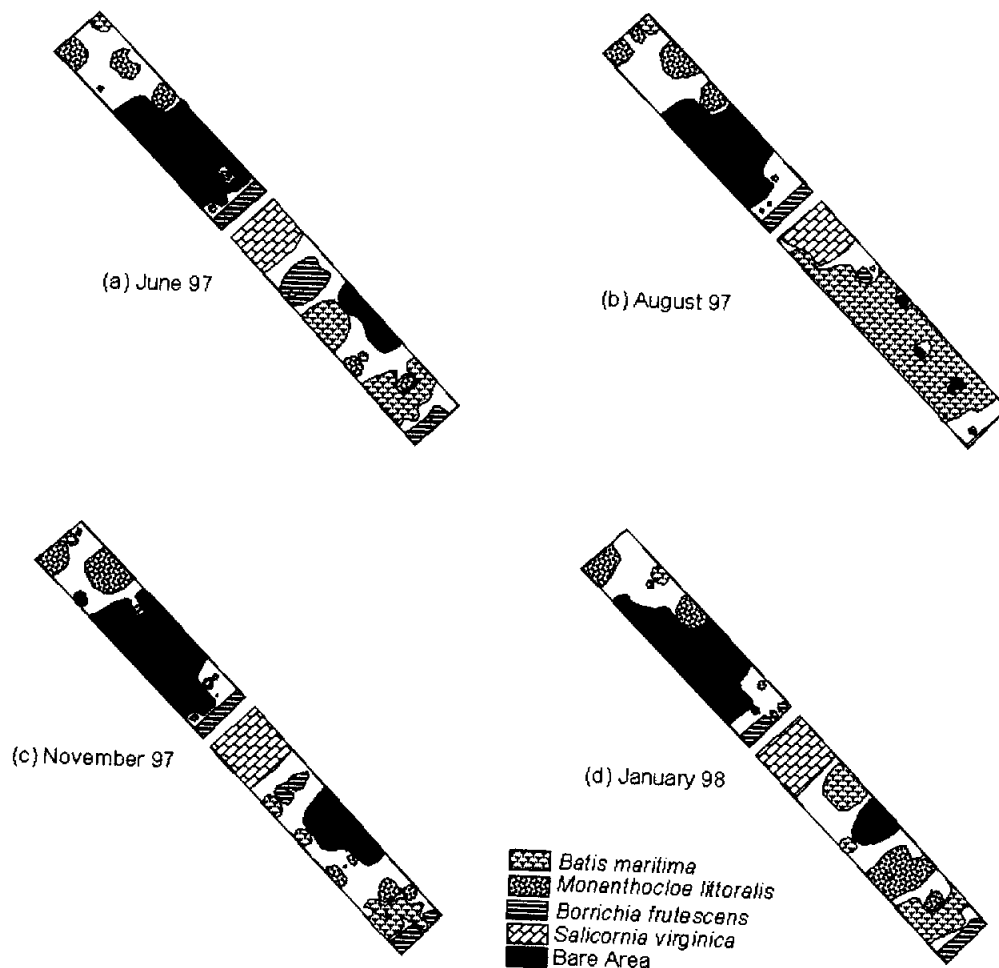 (a) June 97
(b) August 97
(c) November 97
(d) January 98
Batis maritima
Monanthocloe littoralis
Borrichia frutescens
Salicornia virginica
Bare Area